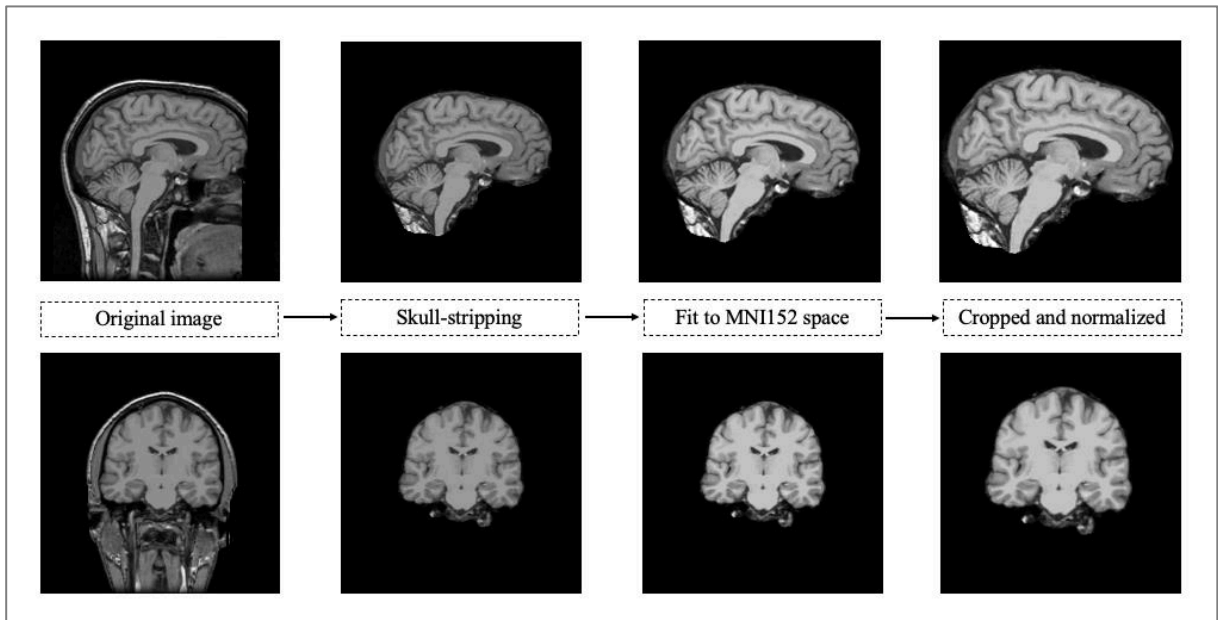 Original image
Skull-stripping
Fit to MNI152 space
Cropped and normalized